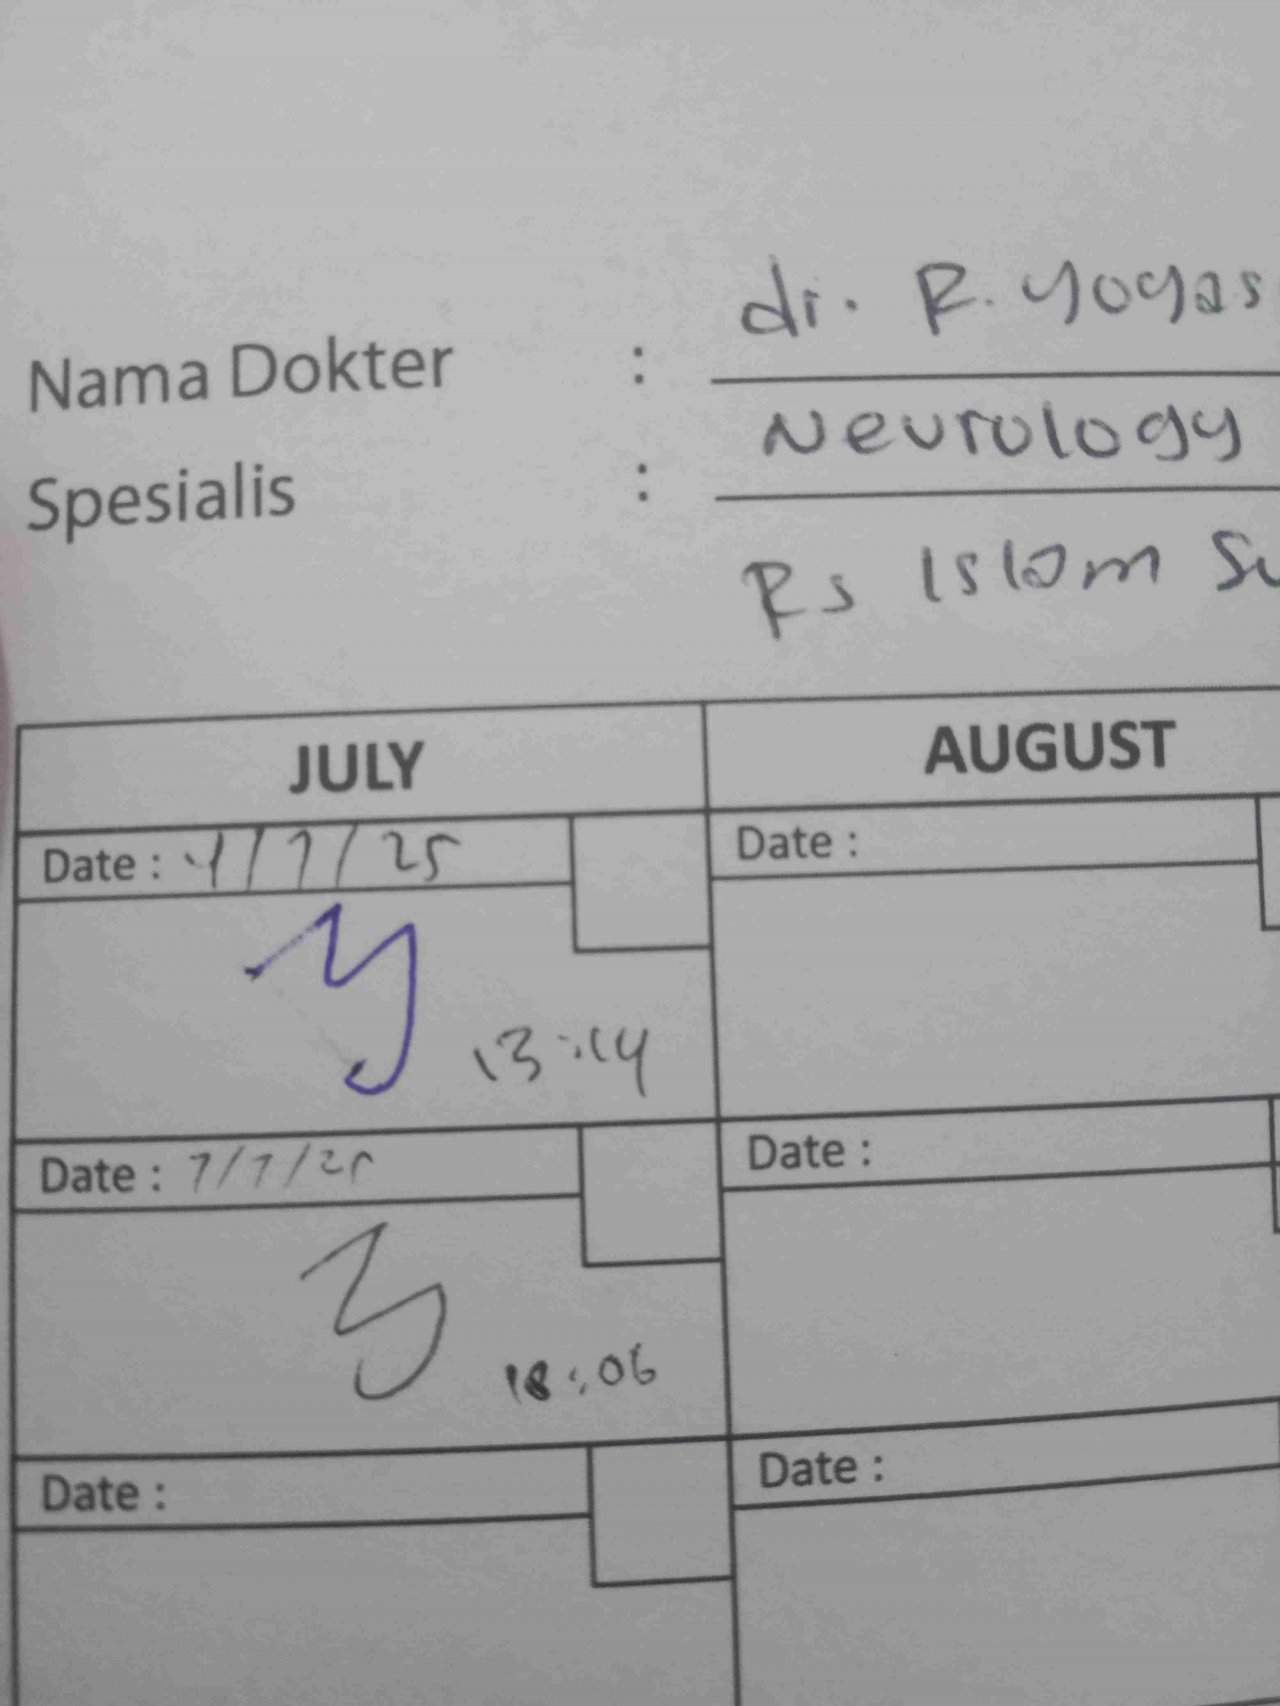 Nama Dokter : dr. R. Yogas
Spesialis : Neurology
Rs Islam Su
JULY AUGUST
Date : 4/7/25 Date :
13:14
Date : 7/7/25 Date :
18:06
Date : Date :